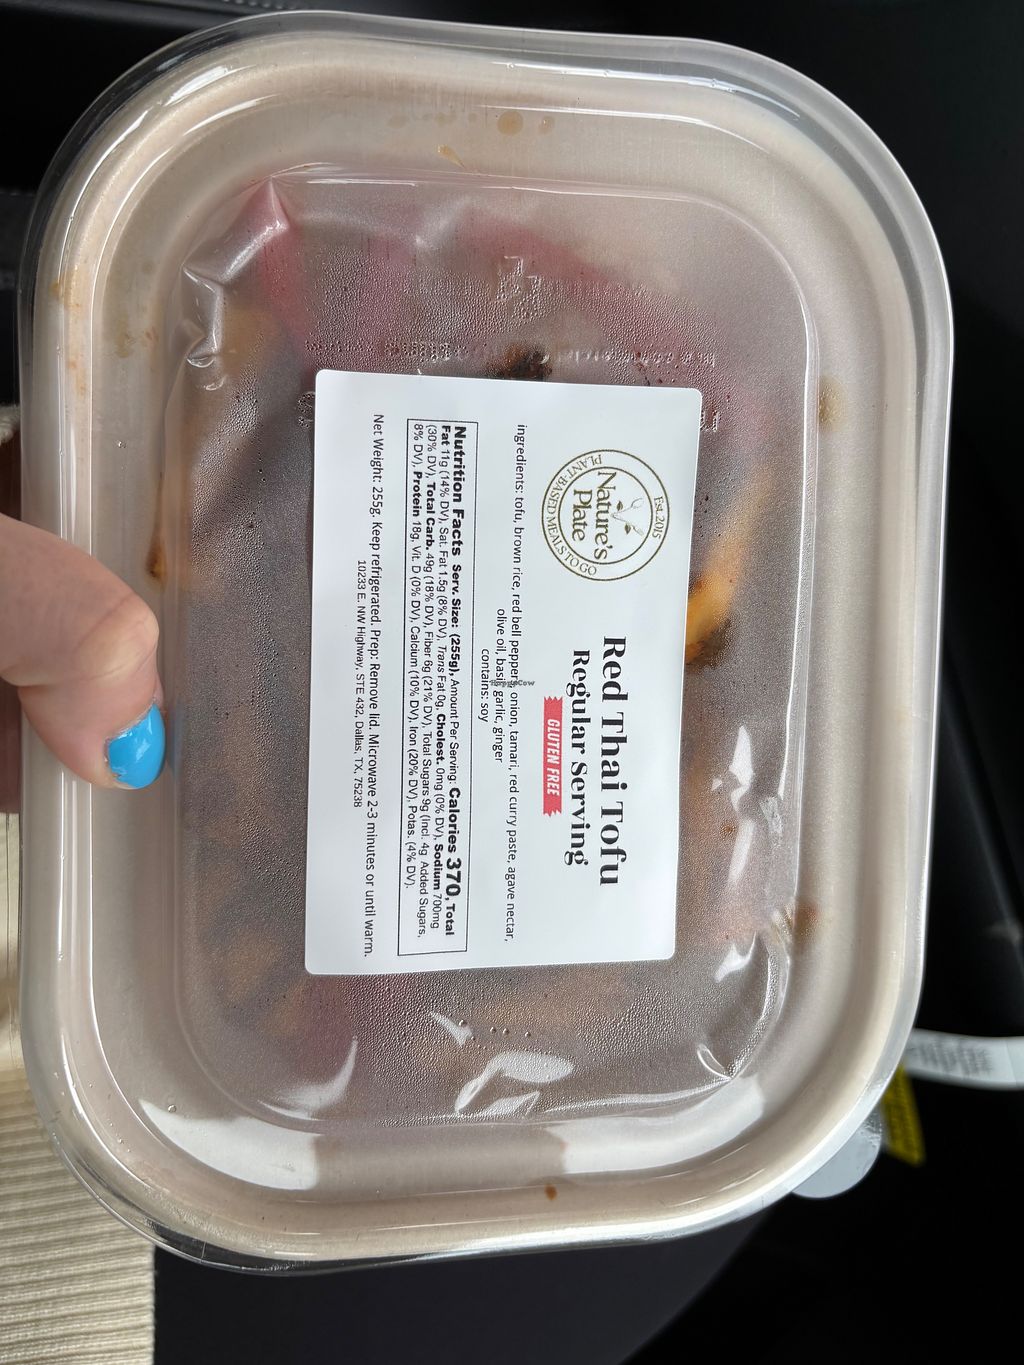 Est. 2015
Nature's
Plate
PLANT-BASED MEALS TO GO
Red Thai Tofu
Regular Serving
GLUTEN FREE
ingredients: tofu, brown rice, red bell pepper, onion, tamari, red curry paste, agave nectar,
olive oil, basil, garlic, ginger
contains: soy
Nutrition Facts Serv. Size: (255g), Amount Per Serving: Calories 370, Total
Fat 11g (14% DV), Sat. Fat 1.5g (8% DV), Trans Fat 0g, Cholest. 0mg (0% DV), Sodium 700mg
(30% DV), Total Carb. 49g (18% DV), Fiber 6g (21% DV), Total Sugars 9g (Incl. 4g Added Sugars,
8% DV), Protein 18g, Vit. D (0% DV), Calcium (10% DV), Iron (20% DV), Potas. (4% DV).
Net Weight: 255g. Keep refrigerated. Prep: Remove lid. Microwave 2-3 minutes or until warm.
10233 E. NW Highway, STE 432, Dallas, TX, 75238